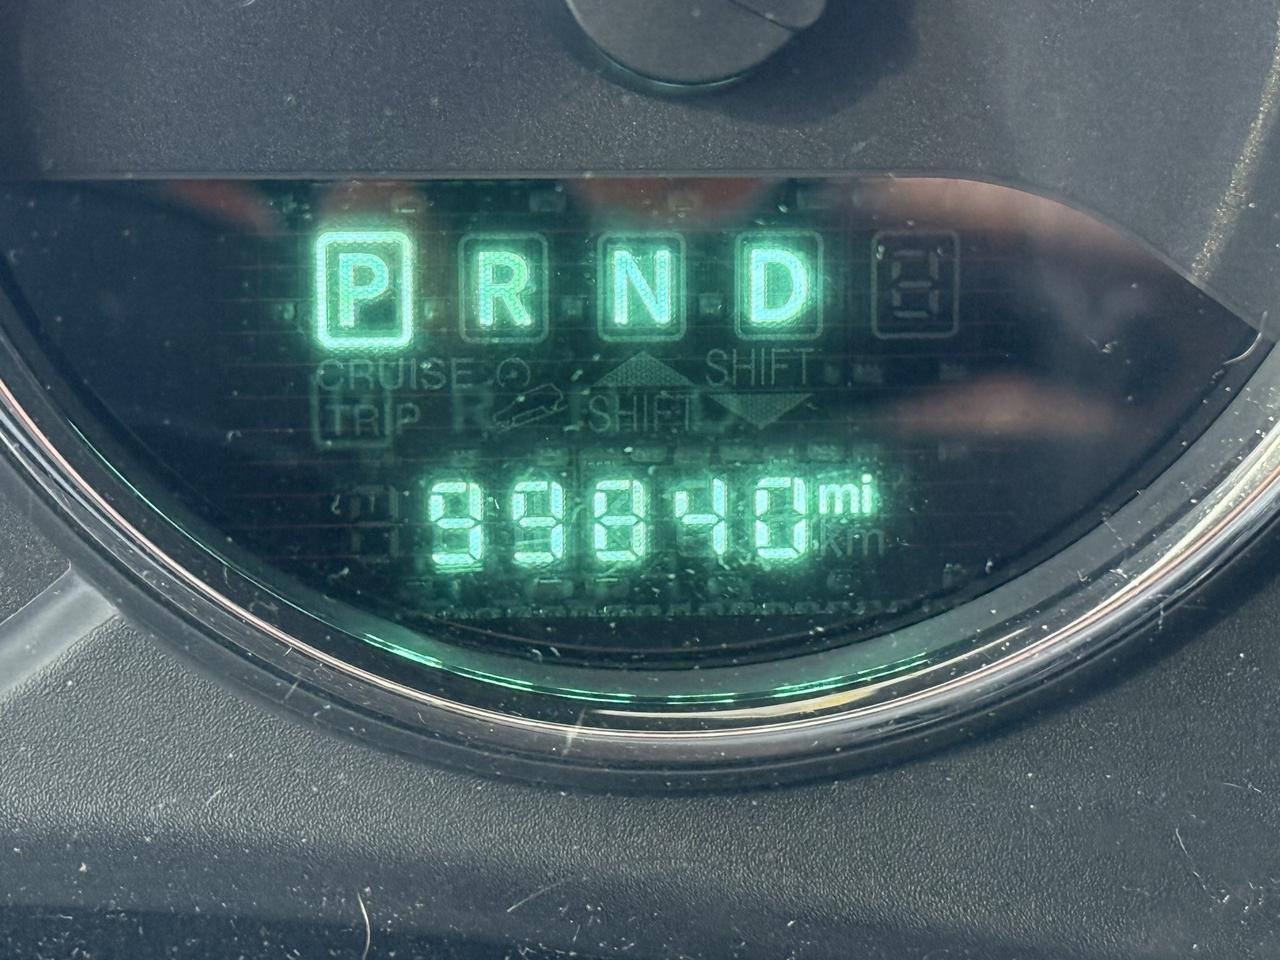 P R N D
CRUISE SHIFT
TRIP SHIFT
99840 mi
km